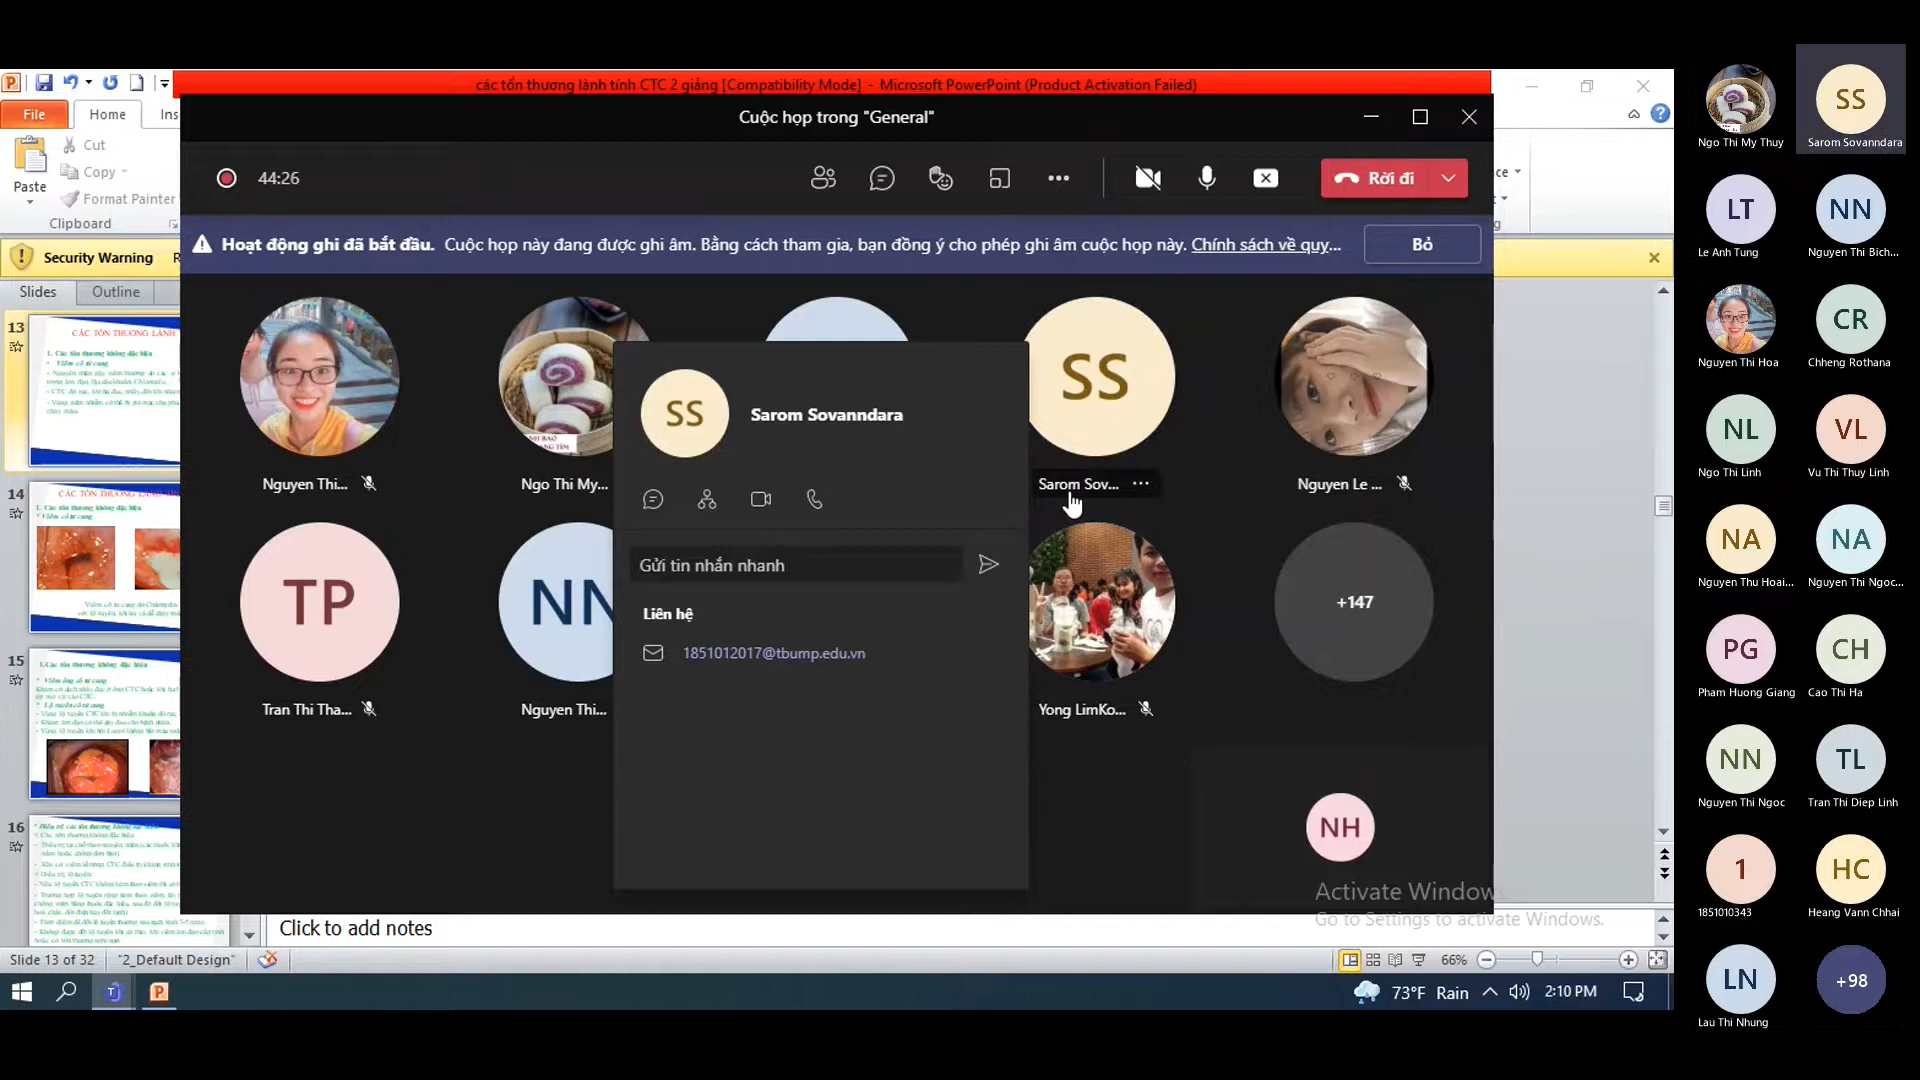 các tổn thương lành tính CTC 2 giảng [Compatibility Mode] - Microsoft PowerPoint (Product Activation Failed)
File
Home
Ins
Cuộc họp trong "General"
Paste
Cut
Copy
Format Painter
Clipboard
44:26
Rời đi
Security Warning
Hoạt động ghi đã bắt đầu. Cuộc họp này đang được ghi âm. Bằng cách tham gia, bạn đồng ý cho phép ghi âm cuộc họp này. Chính sách về quy...
Bỏ
Slides
Outline
13
14
15
16
Nguyen Thi...
Ngo Thi My...
SS
Sarom Sov...
Nguyen Le ...
SS
Sarom Sovanndara
Gửi tin nhắn nhanh
Liên hệ
1851012017@tbump.edu.vn
TP
Tran Thi Tha...
NN
Nguyen Thi...
Yong LimKo...
+147
NH
Activate Windows
Go to Settings to activate Windows.
Click to add notes
Slide 13 of 32
"2_Default Design"
66%
73°F Rain
2:10 PM
Ngo Thi My Thuy
SS
Sarom Sovanndara
LT
Le Anh Tung
NN
Nguyen Thi Bich...
Nguyen Thi Hoa
CR
Chheng Rothana
NL
Ngo Thi Linh
VL
Vu Thi Thuy Linh
NA
Nguyen Thu Hoai...
NA
Nguyen Thi Ngoc...
PG
Pham Huong Giang
CH
Cao Thi Ha
NN
Nguyen Thi Ngoc
TL
Tran Thi Diep Linh
1
1851010343
HC
Heang Vann Chhai
LN
Lau Thi Nhung
+98